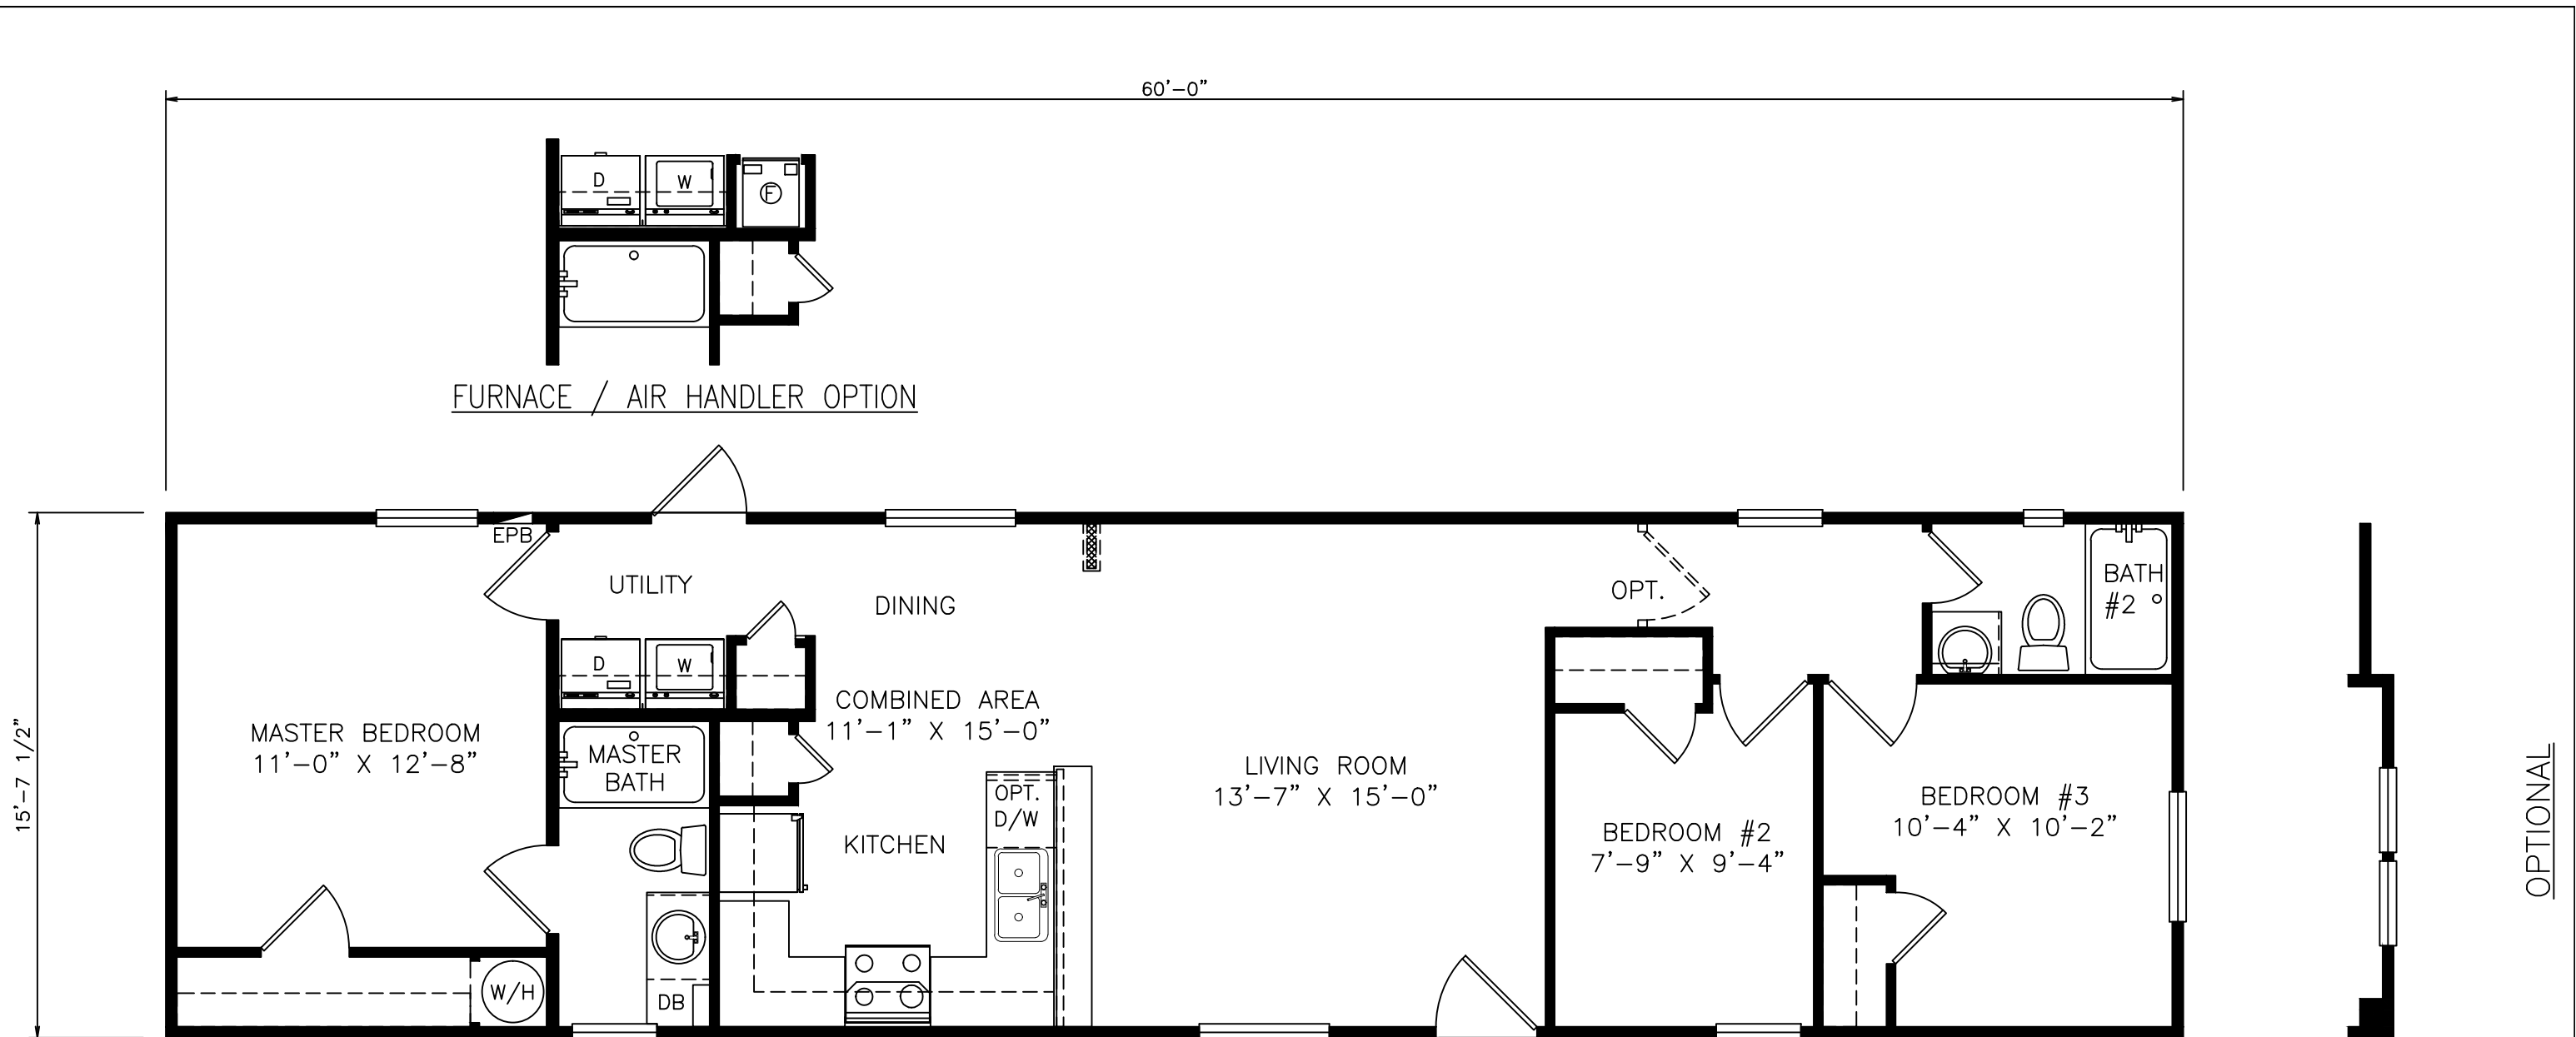 60'-0"
D
W
F
FURNACE / AIR HANDLER OPTION
15'-7 1/2"
EPB
UTILITY
DINING
OPT.
BATH
#2
D
W
COMBINED AREA
11'-1" X 15'-0"
MASTER BEDROOM
11'-0" X 12'-8"
MASTER
BATH
OPT.
D/W
KITCHEN
LIVING ROOM
13'-7" X 15'-0"
BEDROOM #2
7'-9" X 9'-4"
BEDROOM #3
10'-4" X 10'-2"
W/H
DB
OPTIONAL